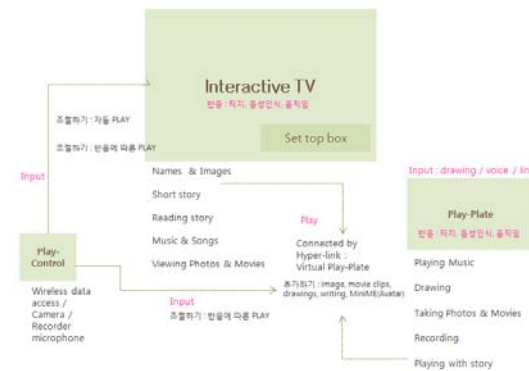 Interactive TV
반응 : 터치, 음성인식, 움직임
Set top box
조절하기 : 자동 PLAY
조절하기 : 반응에 따른 PLAY
Input
Names & Images
Short story
Reading story
Music & Songs
Viewing Photos & Movies
Play-
Control
Wireless data
access /
Camera /
Recorder
microphone
Input
조절하기 : 반응에 따른 PLAY
Play
Connected by
Hyper-link :
Virtual Play-Plate
추가하기 : image, movie clips,
drawings, writing, MiniME(Avatar)
Input : drawing / voice / lin
Play-Plate
반응 : 터치, 음성인식, 움직임
Playing Music
Drawing
Taking Photos & Movies
Recording
Playing with story